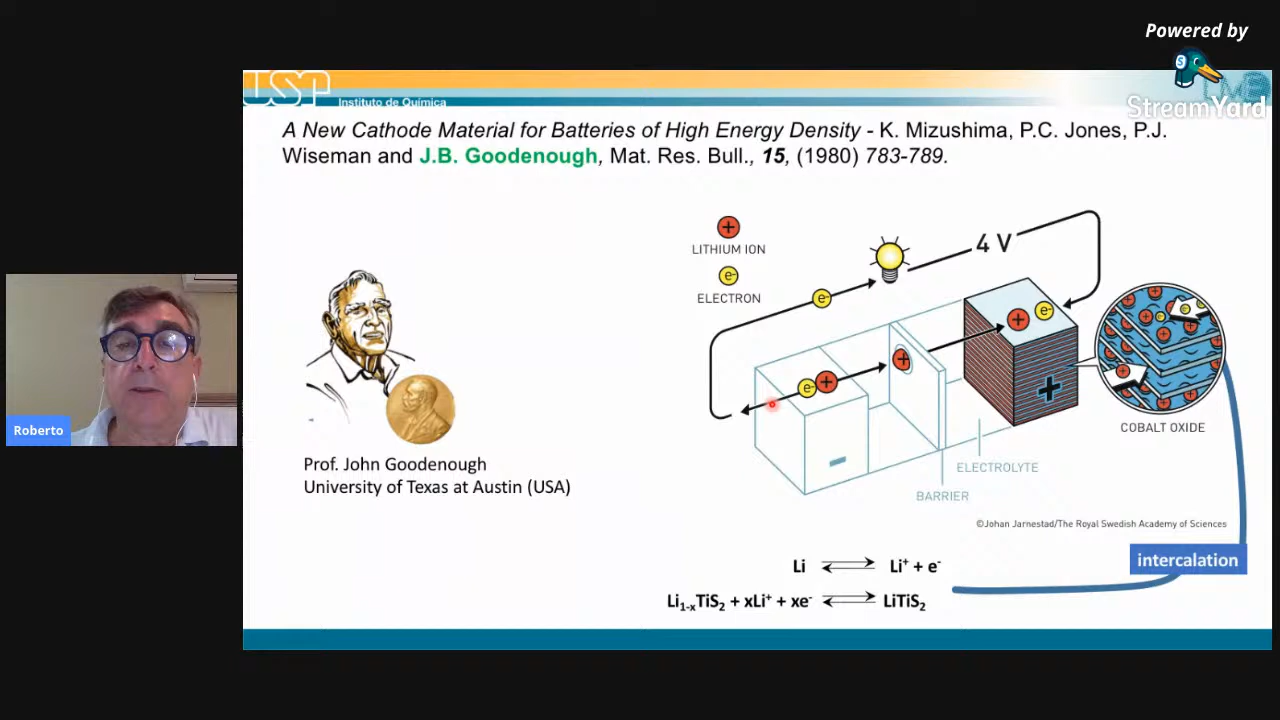 Powered by
StreamYard
USP
Instituto de Química
A New Cathode Material for Batteries of High Energy Density - K. Mizushima, P.C. Jones, P.J.
Wiseman and J.B. Goodenough, Mat. Res. Bull., 15, (1980) 783-789.
+
LITHIUM ION
e-
ELECTRON
4 V
e-
+ e-
+
e- +
+
-
COBALT OXIDE
ELECTROLYTE
BARRIER
©Johan Jarnestad/The Royal Swedish Academy of Sciences
Roberto
Prof. John Goodenough
University of Texas at Austin (USA)
intercalation
Li ⇌ Li⁺ + e⁻
Li₁₋ₓTiS₂ + xLi⁺ + xe⁻ ⇌ LiTiS₂